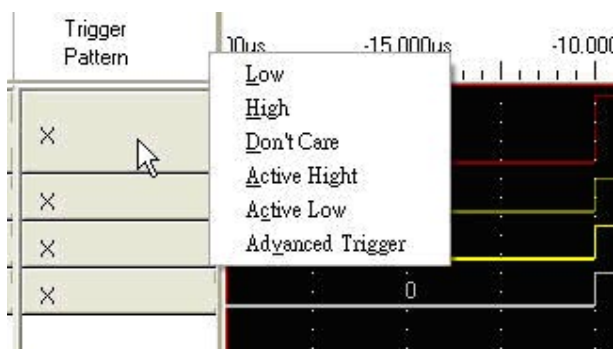 Trigger
Pattern
-15.000us
Low
High
Don't Care
Active Hight
Active Low
Advanced Trigger
X
X
X
X
0